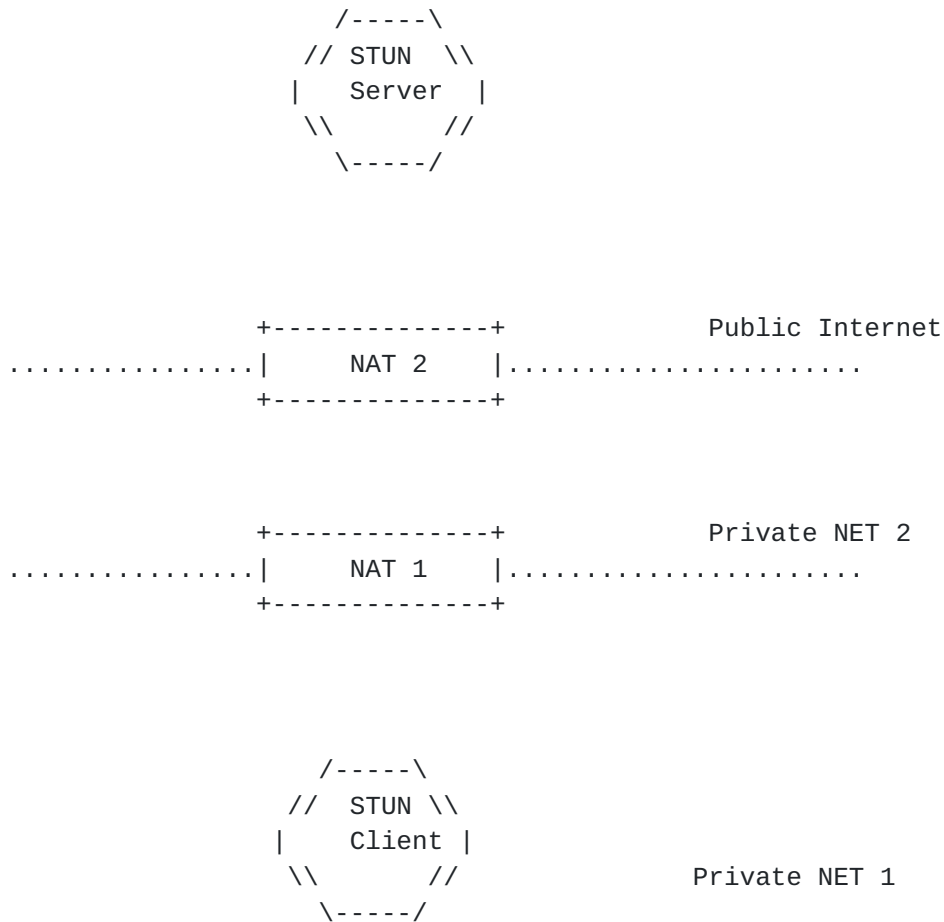 /-----\
// STUN \\
| Server |
\\ //
\-----/
+--------------+ Public Internet
................| NAT 2 |.......................
+--------------+
+--------------+ Private NET 2
................| NAT 1 |.......................
+--------------+
/-----\
// STUN \\
| Client |
\\ // Private NET 1
\-----/